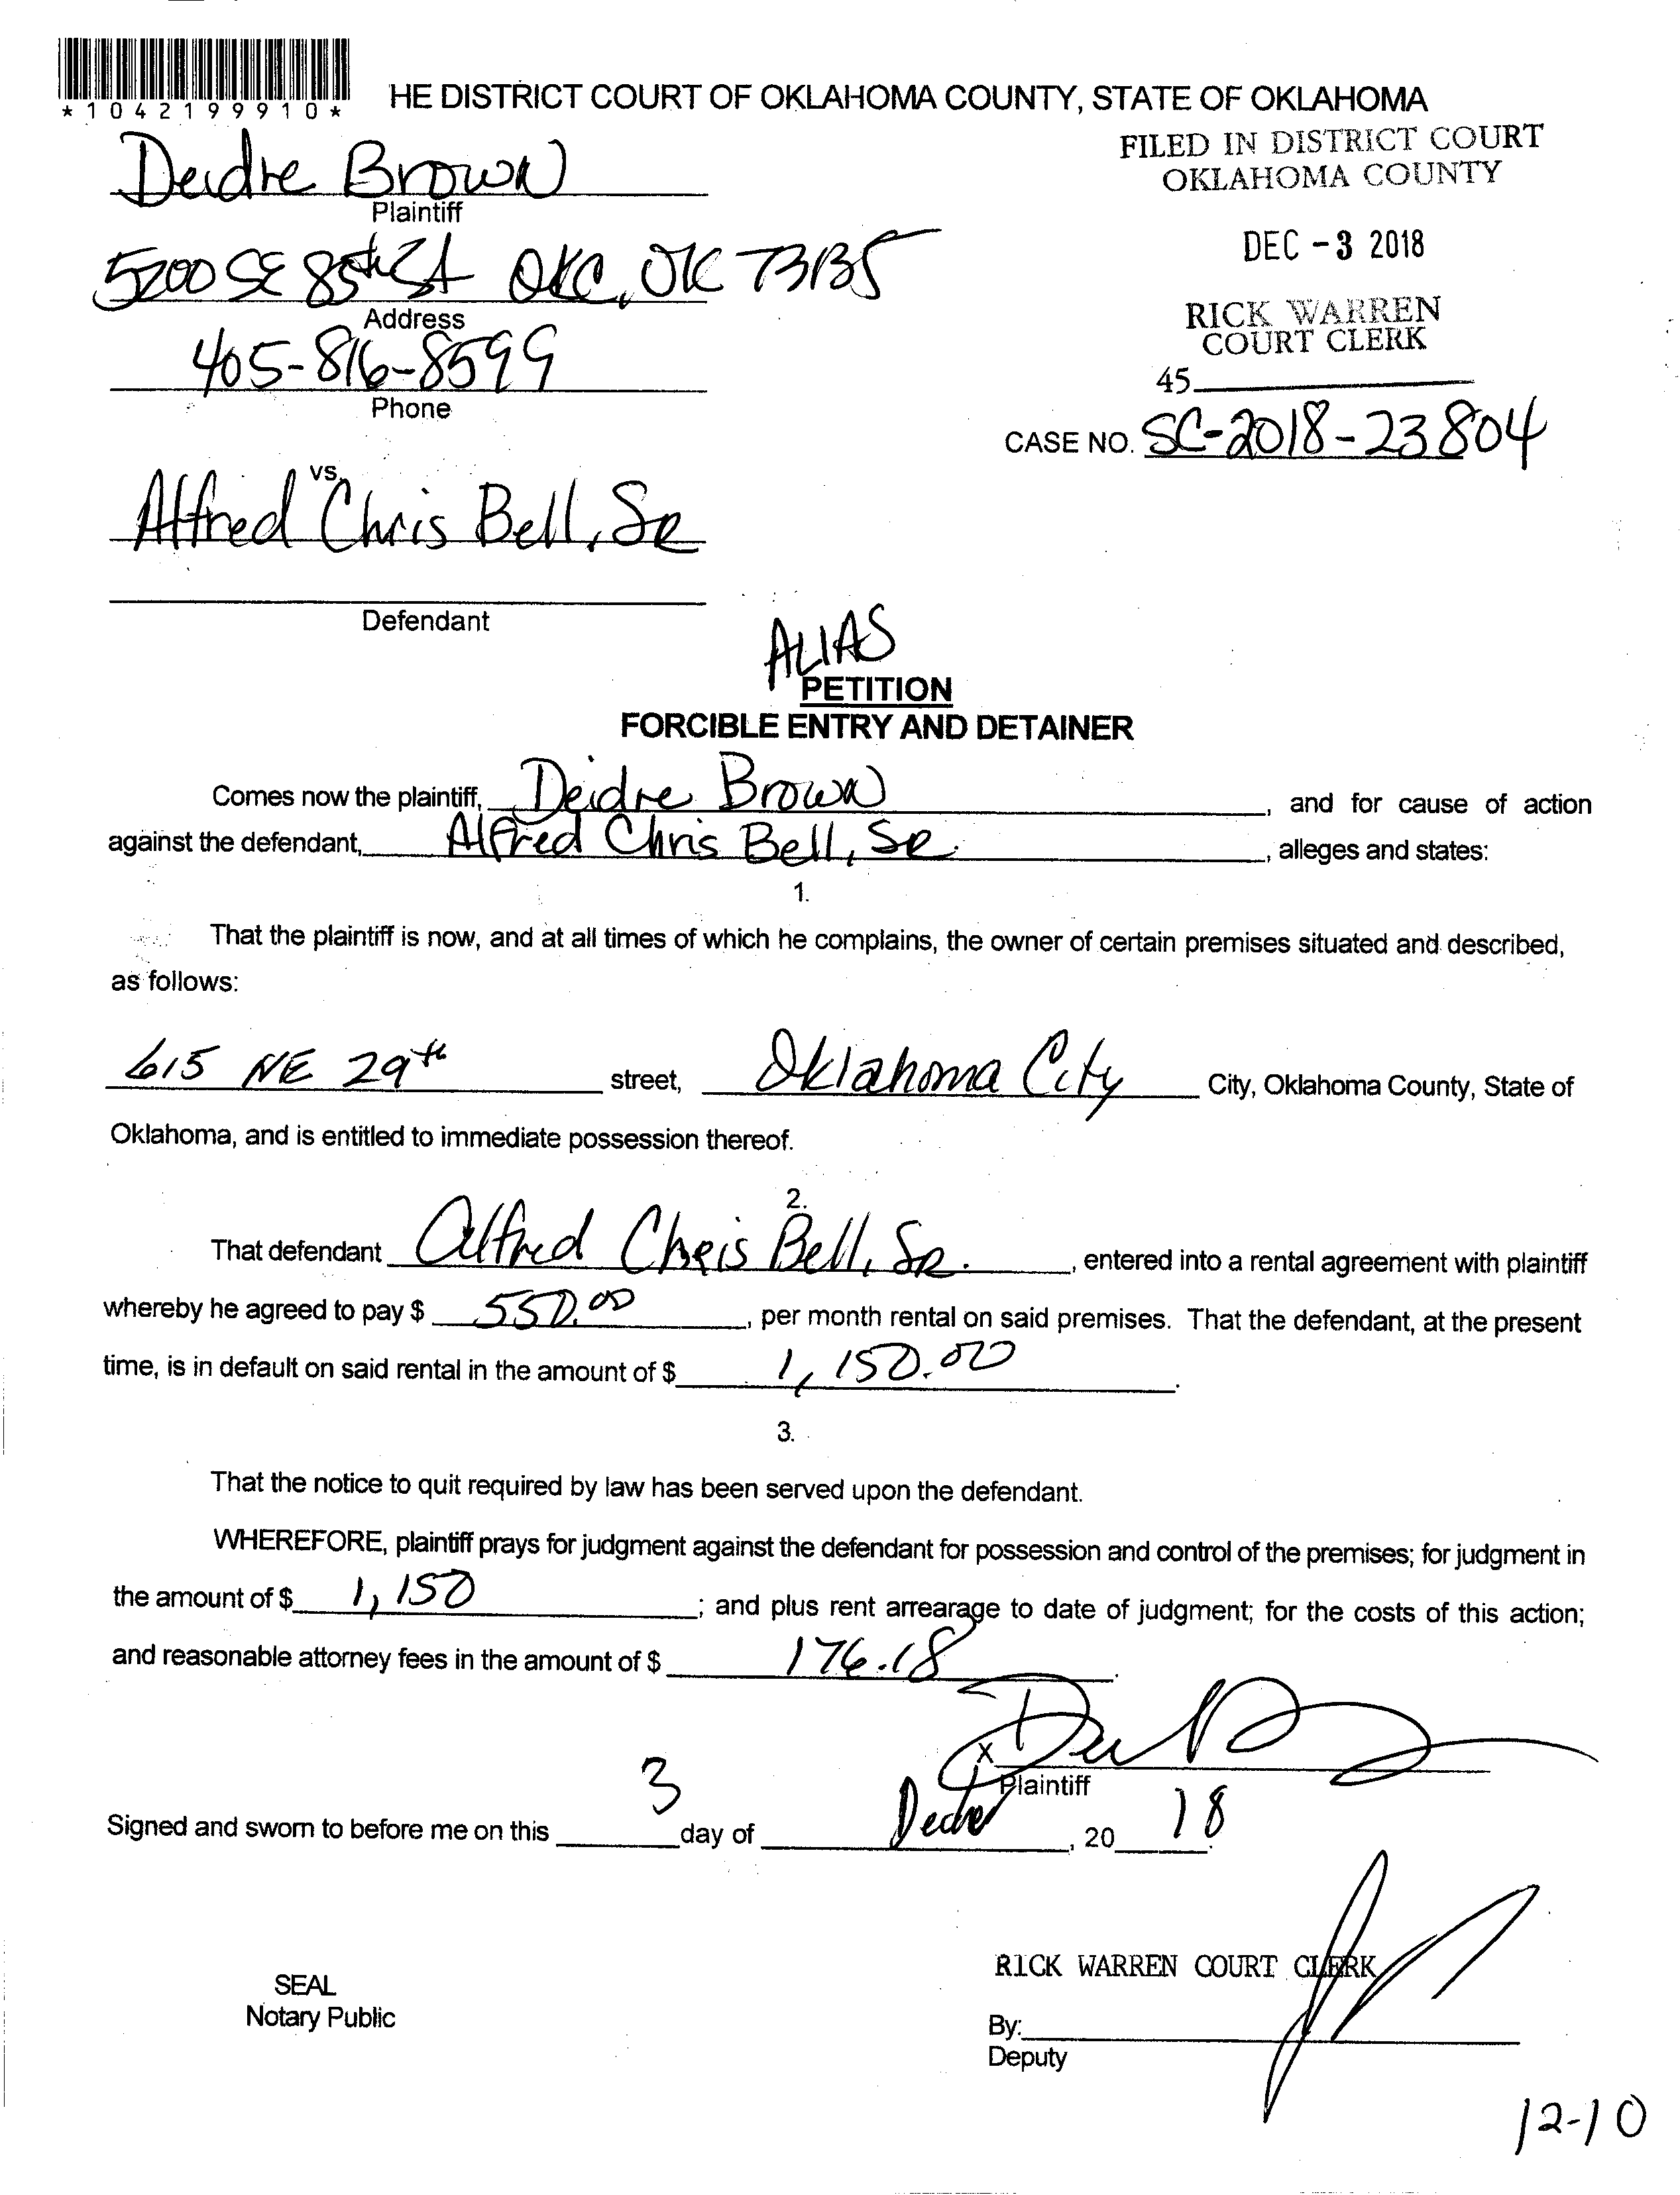 *1042199910*
HE DISTRICT COURT OF OKLAHOMA COUNTY, STATE OF OKLAHOMA
FILED IN DISTRICT COURT
OKLAHOMA COUNTY
Deidre Brown
Plaintiff
DEC -3 2018
5200 SE 85th St OKC, OK 73135
Address
RICK WARREN
COURT CLERK
405-816-8599
Phone
45
CASE NO. SC-2018-23804
vs.
Alfred Chris Bell, Sr
Defendant
ALIAS
PETITION
FORCIBLE ENTRY AND DETAINER
Comes now the plaintiff, Deidre Brown, and for cause of action
against the defendant, Alfred Chris Bell, Sr., alleges and states:
1.
That the plaintiff is now, and at all times of which he complains, the owner of certain premises situated and described,
as follows:
615 NE 29th street, Oklahoma City City, Oklahoma County, State of
Oklahoma, and is entitled to immediate possession thereof.
2.
That defendant Alfred Chris Bell, Sr., entered into a rental agreement with plaintiff
whereby he agreed to pay $ 550.00, per month rental on said premises. That the defendant, at the present
time, is in default on said rental in the amount of $ 1,150.00.
3.
That the notice to quit required by law has been served upon the defendant.
WHEREFORE, plaintiff prays for judgment against the defendant for possession and control of the premises; for judgment in
the amount of $ 1,150; and plus rent arrearage to date of judgment; for the costs of this action;
and reasonable attorney fees in the amount of $ 176.18.
X
Plaintiff
Signed and sworn to before me on this 3 day of , 20 18.
RICK WARREN COURT CLERK
SEAL
Notary Public
By:
Deputy
12-10